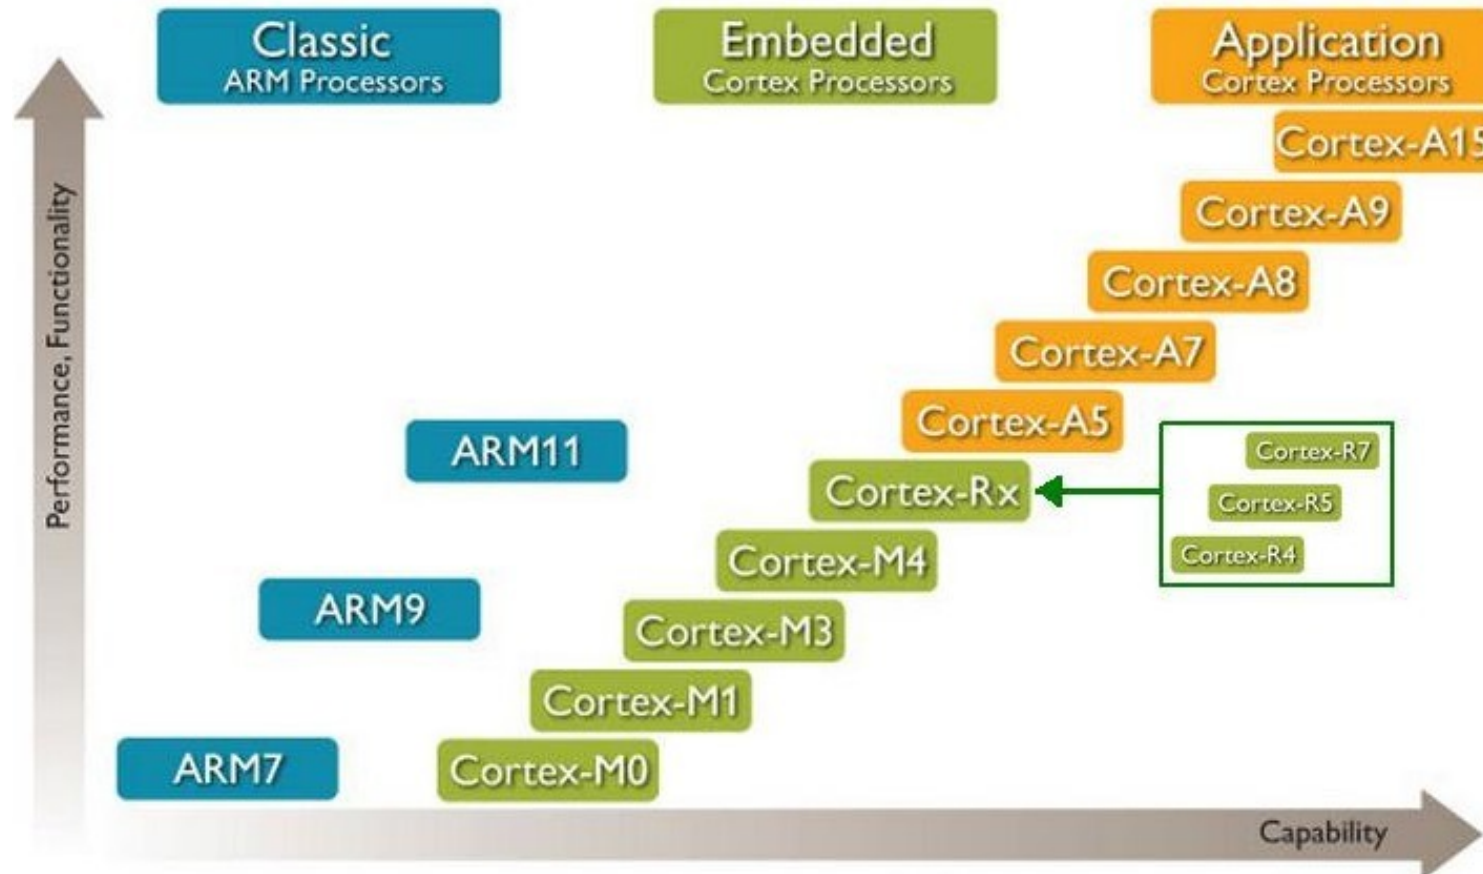 Classic
ARM Processors
Embedded
Cortex Processors
Application
Cortex Processors
Cortex-A15
Cortex-A9
Cortex-A8
Cortex-A7
Cortex-A5
Cortex-R7
ARM11
Cortex-Rx
Cortex-R5
Cortex-R4
Cortex-M4
ARM9
Cortex-M3
Cortex-M1
ARM7
Cortex-M0
Performance, Functionality
Capability